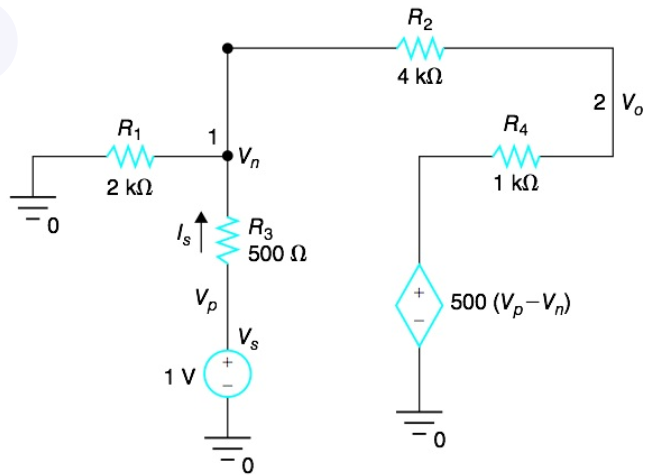 R2
4 kΩ
2 Vo
R1
1
Vn
R4
2 kΩ
1 kΩ
0
Is
R3
500 Ω
Vp
+
500 (Vp−Vn)
−
Vs
1 V
+
−
0
0